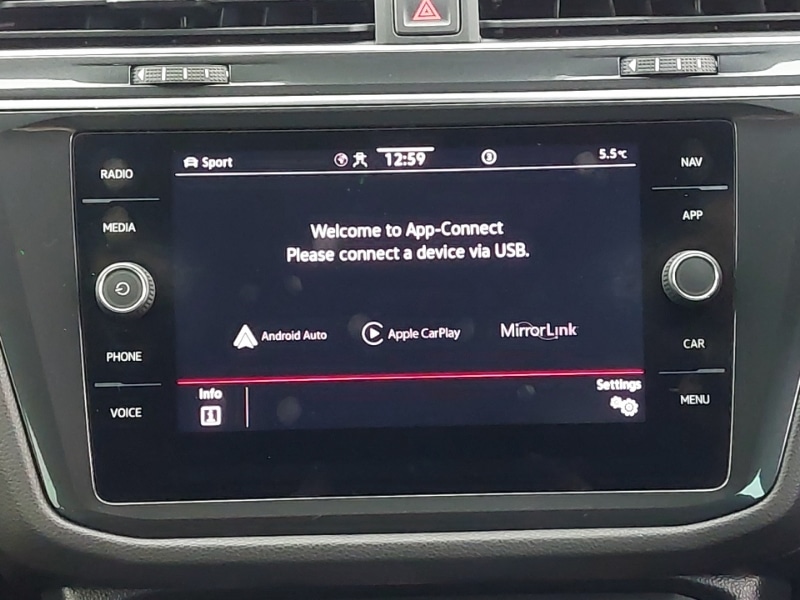 Sport 12:59 3 5.5°C
RADIO
NAV
MEDIA
APP
Welcome to App-Connect
Please connect a device via USB.
Android Auto Apple CarPlay MirrorLink
PHONE
CAR
Info
Settings
VOICE
MENU